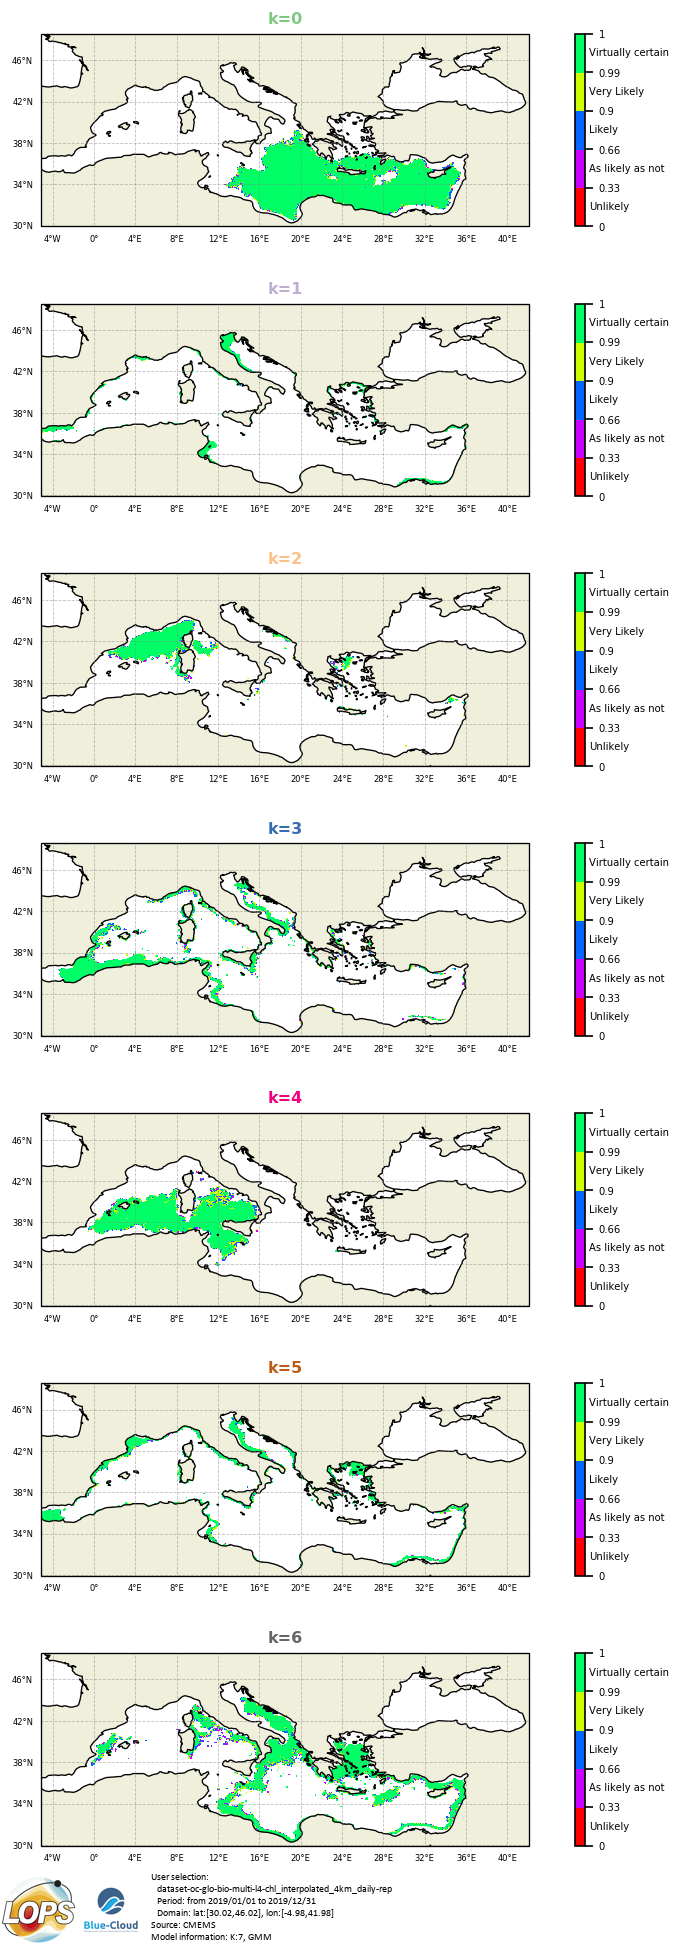 k=0
46°N
42°N
38°N
34°N
30°N
4°W 0° 4°E 8°E 12°E 16°E 20°E 24°E 28°E 32°E 36°E 40°E
1
Virtually certain
0.99
Very Likely
0.9
Likely
0.66
As likely as not
0.33
Unlikely
0
k=1
46°N
42°N
38°N
34°N
30°N
4°W 0° 4°E 8°E 12°E 16°E 20°E 24°E 28°E 32°E 36°E 40°E
1
Virtually certain
0.99
Very Likely
0.9
Likely
0.66
As likely as not
0.33
Unlikely
0
k=2
46°N
42°N
38°N
34°N
30°N
4°W 0° 4°E 8°E 12°E 16°E 20°E 24°E 28°E 32°E 36°E 40°E
1
Virtually certain
0.99
Very Likely
0.9
Likely
0.66
As likely as not
0.33
Unlikely
0
k=3
46°N
42°N
38°N
34°N
30°N
4°W 0° 4°E 8°E 12°E 16°E 20°E 24°E 28°E 32°E 36°E 40°E
1
Virtually certain
0.99
Very Likely
0.9
Likely
0.66
As likely as not
0.33
Unlikely
0
k=4
46°N
42°N
38°N
34°N
30°N
4°W 0° 4°E 8°E 12°E 16°E 20°E 24°E 28°E 32°E 36°E 40°E
1
Virtually certain
0.99
Very Likely
0.9
Likely
0.66
As likely as not
0.33
Unlikely
0
k=5
46°N
42°N
38°N
34°N
30°N
4°W 0° 4°E 8°E 12°E 16°E 20°E 24°E 28°E 32°E 36°E 40°E
1
Virtually certain
0.99
Very Likely
0.9
Likely
0.66
As likely as not
0.33
Unlikely
0
k=6
46°N
42°N
38°N
34°N
30°N
4°W 0° 4°E 8°E 12°E 16°E 20°E 24°E 28°E 32°E 36°E 40°E
1
Virtually certain
0.99
Very Likely
0.9
Likely
0.66
As likely as not
0.33
Unlikely
0
LOPS
Blue-Cloud
User selection:
dataset-oc-glo-bio-multi-l4-chl_interpolated_4km_daily-rep
Period: from 2019/01/01 to 2019/12/31
Domain: lat:[30.02,46.02], lon:[-4.98,41.98]
Source: CMEMS
Model information: K:7, GMM